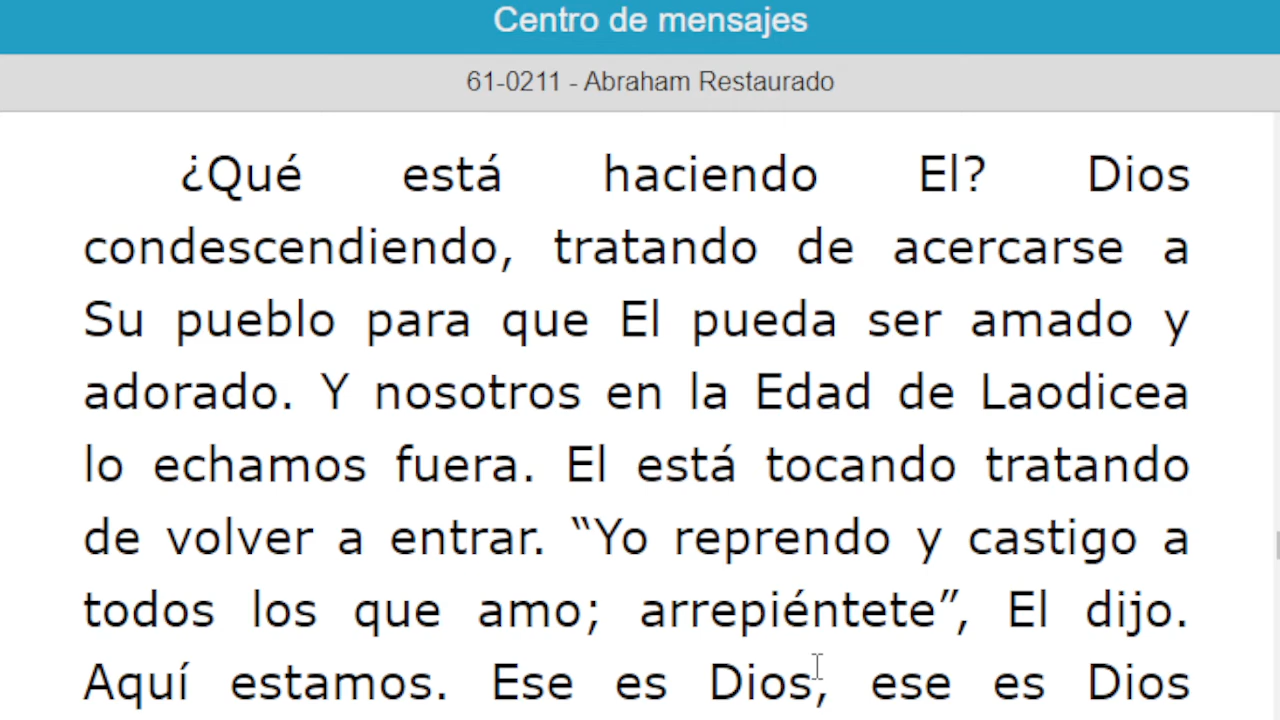 Centro de mensajes
61-0211 - Abraham Restaurado
¿Qué está haciendo El? Dios
condescendiendo, tratando de acercarse a
Su pueblo para que El pueda ser amado y
adorado. Y nosotros en la Edad de Laodicea
lo echamos fuera. El está tocando tratando
de volver a entrar. “Yo reprendo y castigo a
todos los que amo; arrepiéntete”, El dijo.
Aquí estamos. Ese es Dios, ese es Dios